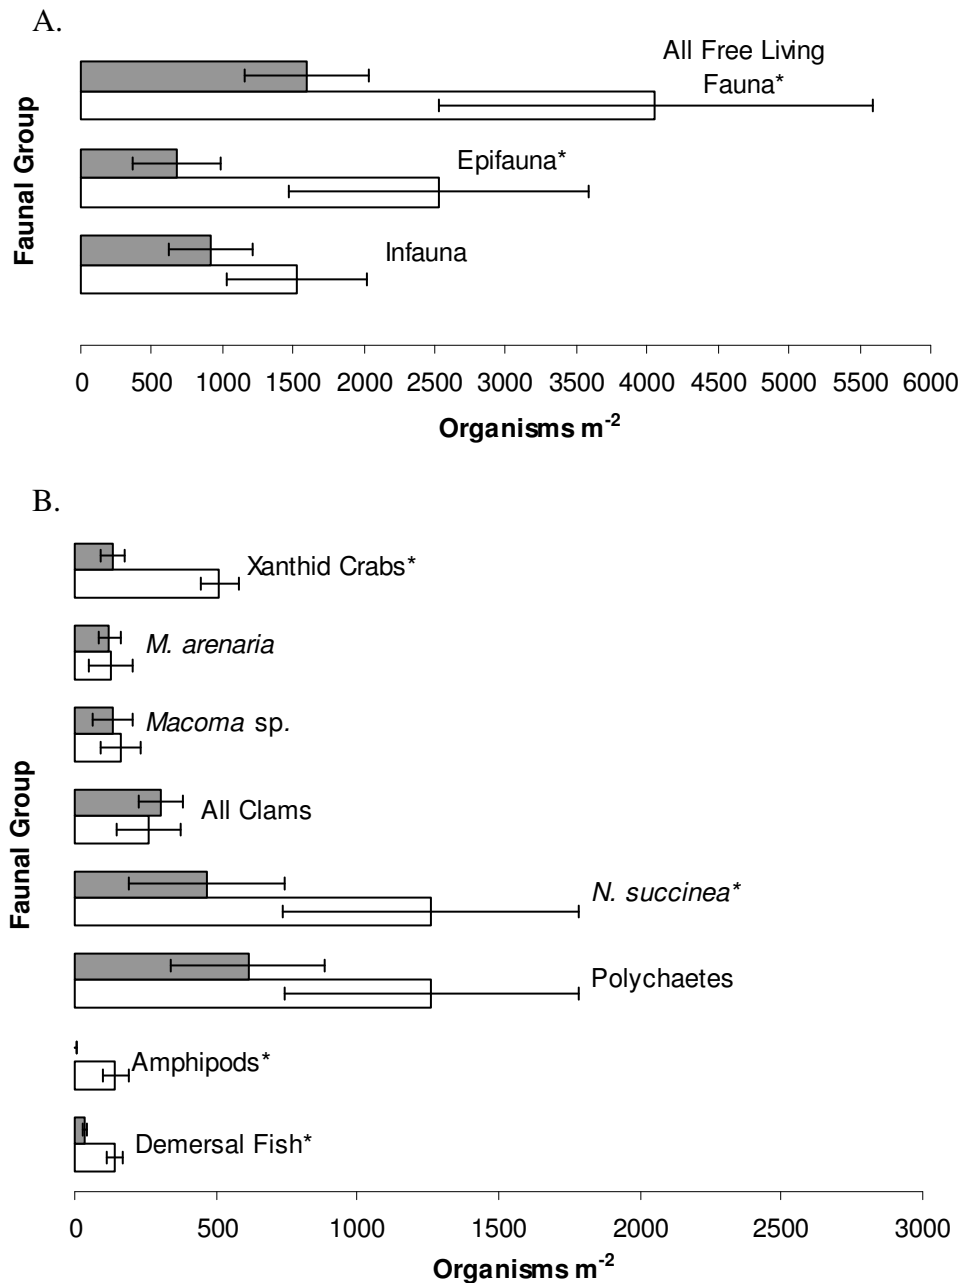 A.
All Free Living
Fauna*
Epifauna*
Infauna
Faunal Group
0 500 1000 1500 2000 2500 3000 3500 4000 4500 5000 5500 6000
Organisms m-2
B.
Xanthid Crabs*
M. arenaria
Macoma sp.
All Clams
N. succinea*
Polychaetes
Amphipods*
Demersal Fish*
Faunal Group
0 500 1000 1500 2000 2500 3000
Organisms m-2